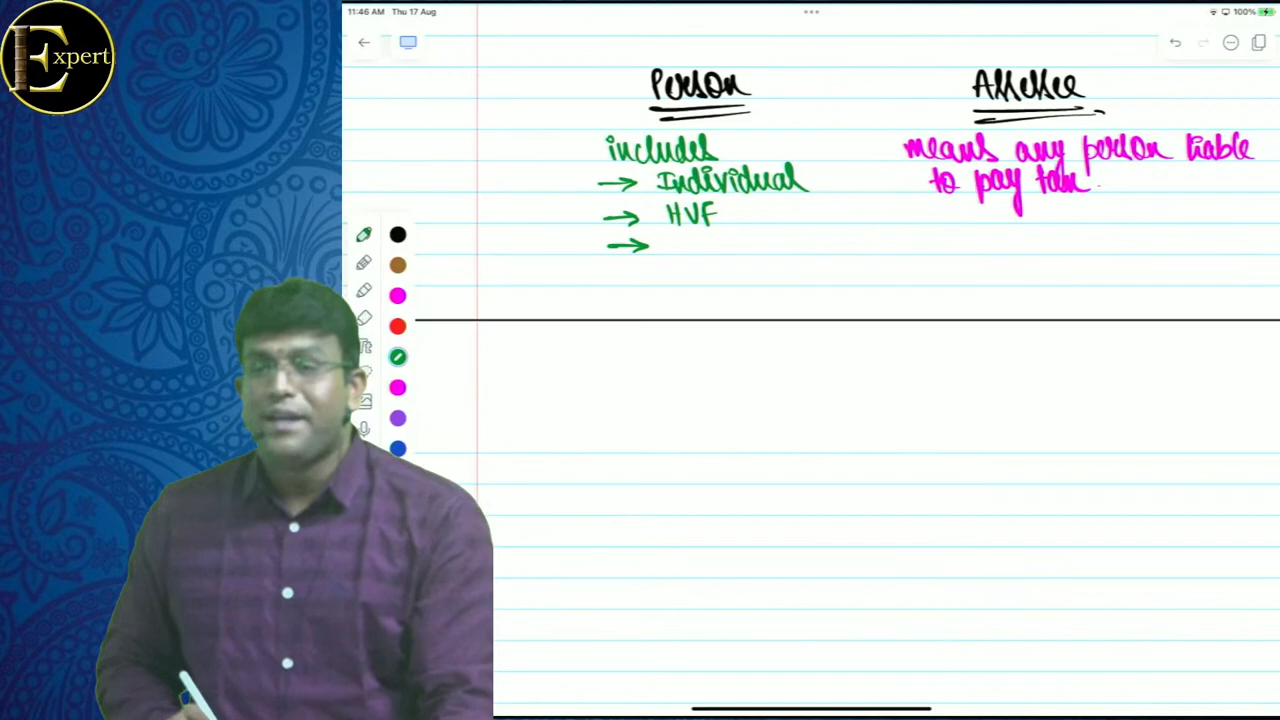 Expert
11:46 AM Thu 17 Aug
100%
Person
Assessee
includes
→ Individual
→ HUF
→
means any person liable
to pay tax.